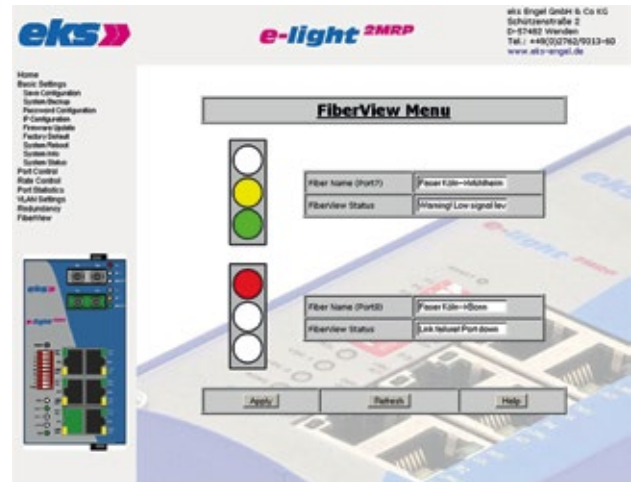 eks
e-light 2MRP
eks Engel GmbH & Co KG
Schützenstraße 2
D-57482 Wenden
Tel.: +49(0)2762/9313-60
www.eks-engel.de
Home
Basic Settings
Save Configuration
System Backup
Password Configuration
IP Configuration
Firmware Update
Factory Default
System Reboot
System Info
System Status
Port Control
Rate Control
Port Statistics
VLAN Settings
Redundancy
FiberView
FiberView Menu
Fiber Name (Port7) Faser Köln-->Mühlheim
FiberView Status Warning! Low signal lev
Fiber Name (Port8) Faser Köln-->Bonn
FiberView Status Link failure! Port down
Apply Refresh Help
eks
e-light